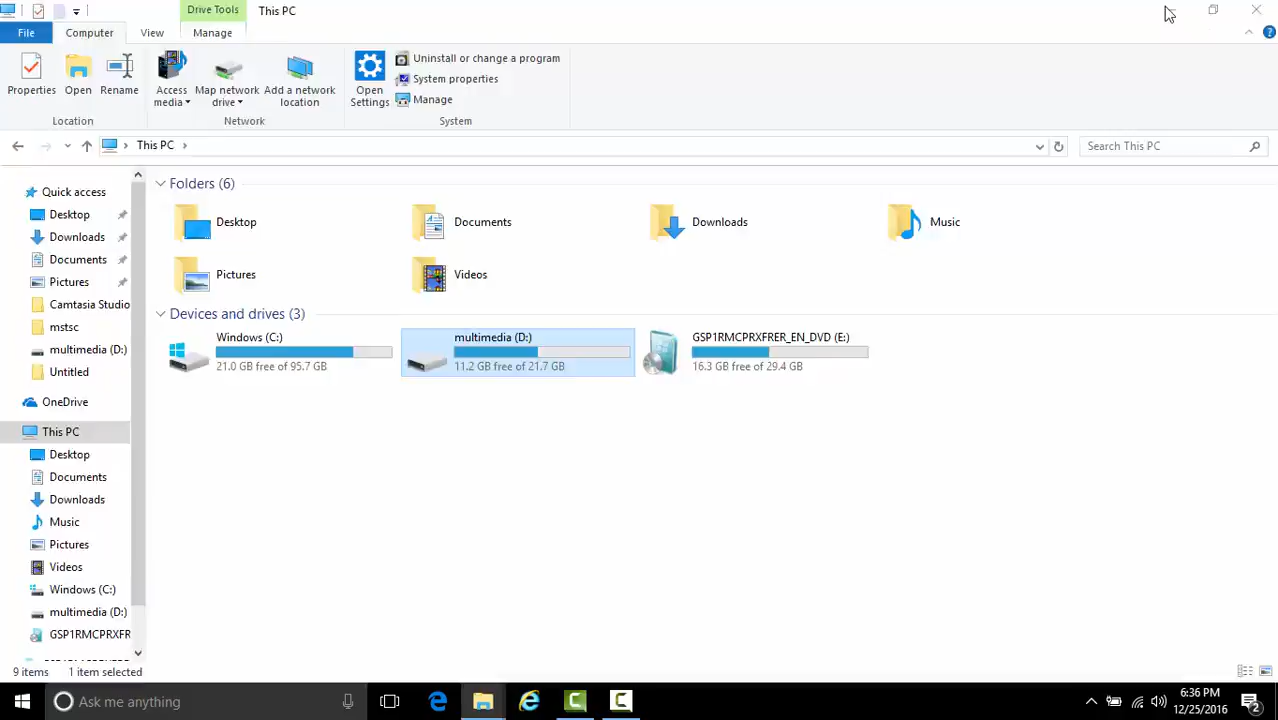 Drive Tools
This PC
File
Computer
View
Manage
Properties
Open
Rename
Location
Access media
Map network drive
Add a network location
Network
Open Settings
Uninstall or change a program
System properties
Manage
System
This PC
Search This PC
Quick access
Desktop
Downloads
Documents
Pictures
Camtasia Studio
mstsc
multimedia (D:)
Untitled
OneDrive
This PC
Desktop
Documents
Downloads
Music
Pictures
Videos
Windows (C:)
multimedia (D:)
GSP1RMCPRXFR
Folders (6)
Desktop
Documents
Downloads
Music
Pictures
Videos
Devices and drives (3)
Windows (C:)
21.0 GB free of 95.7 GB
multimedia (D:)
11.2 GB free of 21.7 GB
GSP1RMCPRXFRER_EN_DVD (E:)
16.3 GB free of 29.4 GB
9 items
1 item selected
Ask me anything
6:36 PM
12/25/2016
2